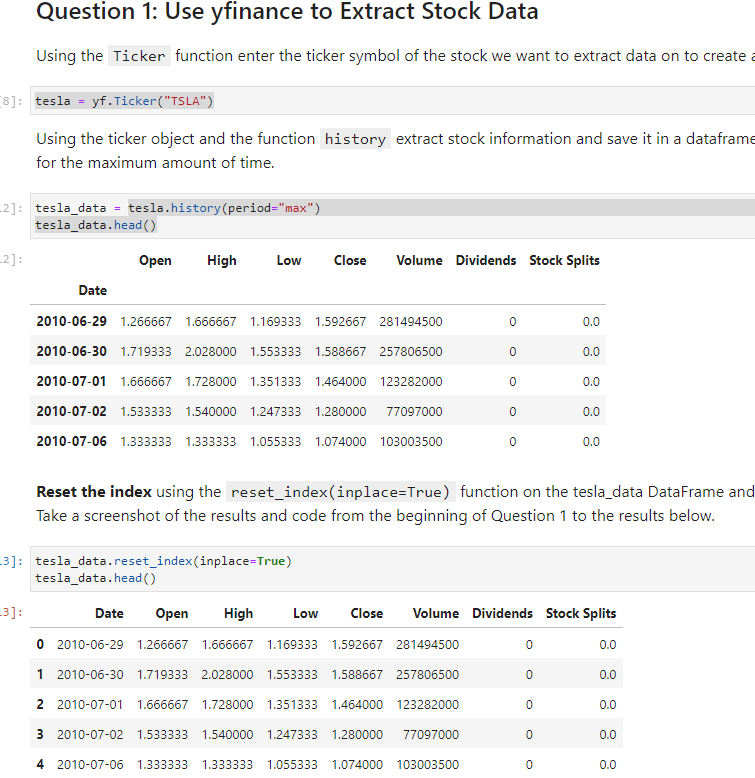 Question 1: Use yfinance to Extract Stock Data
Using the Ticker function enter the ticker symbol of the stock we want to extract data on to create a
8]: tesla = yf.Ticker("TSLA")
Using the ticker object and the function history extract stock information and save it in a dataframe
for the maximum amount of time.
2]: tesla_data = tesla.history(period="max")
tesla_data.head()
2]: Open High Low Close Volume Dividends Stock Splits
Date
2010-06-29 1.266667 1.666667 1.169333 1.592667 281494500 0 0.0
2010-06-30 1.719333 2.028000 1.553333 1.588667 257806500 0 0.0
2010-07-01 1.666667 1.728000 1.351333 1.464000 123282000 0 0.0
2010-07-02 1.533333 1.540000 1.247333 1.280000 77097000 0 0.0
2010-07-06 1.333333 1.333333 1.055333 1.074000 103003500 0 0.0
Reset the index using the reset_index(inplace=True) function on the tesla_data DataFrame and
Take a screenshot of the results and code from the beginning of Question 1 to the results below.
3]: tesla_data.reset_index(inplace=True)
tesla_data.head()
3]: Date Open High Low Close Volume Dividends Stock Splits
0 2010-06-29 1.266667 1.666667 1.169333 1.592667 281494500 0 0.0
1 2010-06-30 1.719333 2.028000 1.553333 1.588667 257806500 0 0.0
2 2010-07-01 1.666667 1.728000 1.351333 1.464000 123282000 0 0.0
3 2010-07-02 1.533333 1.540000 1.247333 1.280000 77097000 0 0.0
4 2010-07-06 1.333333 1.333333 1.055333 1.074000 103003500 0 0.0